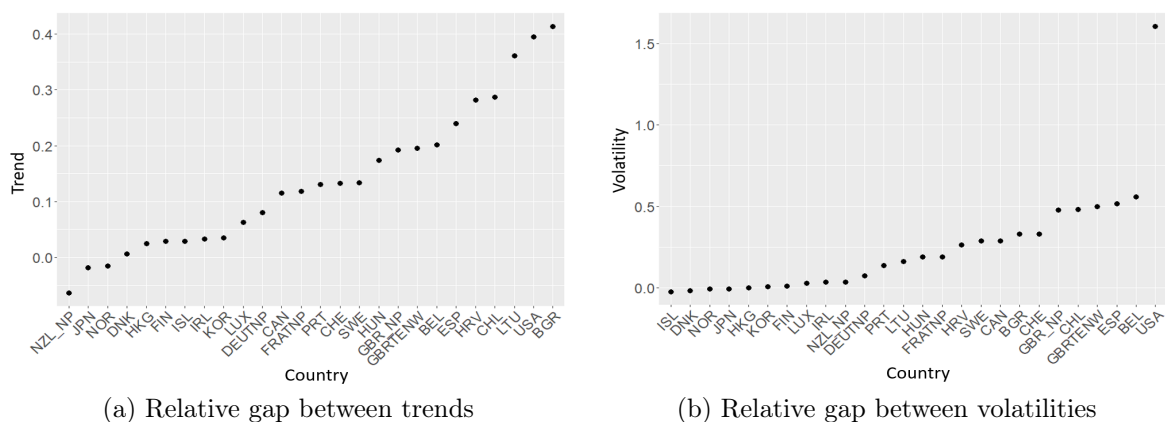 0.4
0.3
0.2
0.1
0.0
Trend
NZL_NP JPN NOR DNK HKG FIN ISL IRL KOR LUX DEUTNP CAN FRATNP PRT CHE SWE HUN GBR_NP GBRTENW BEL ESP HRV CHL LTU USA BGR
Country
(a) Relative gap between trends
1.5
1.0
0.5
0.0
Volatility
ISL DNK NOR JPN HKG KOR FIN LUX IRL NZL_NP DEUTNP PRT LTU HUN FRATNP HRV SWE CAN BGR CHE GBR_NP CHL GBRTENW ESP BEL USA
Country
(b) Relative gap between volatilities